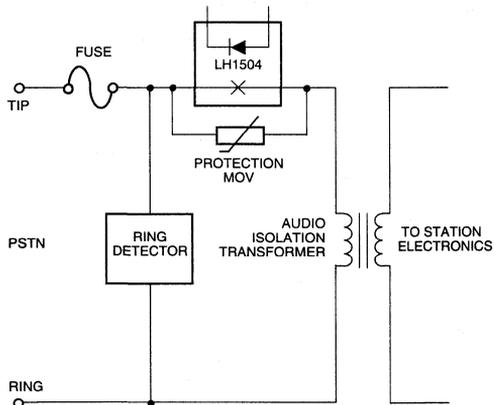 FUSE
LH1504
TIP
PROTECTION
MOV
PSTN
RING
DETECTOR
AUDIO
ISOLATION
TRANSFORMER
TO STATION
ELECTRONICS
RING